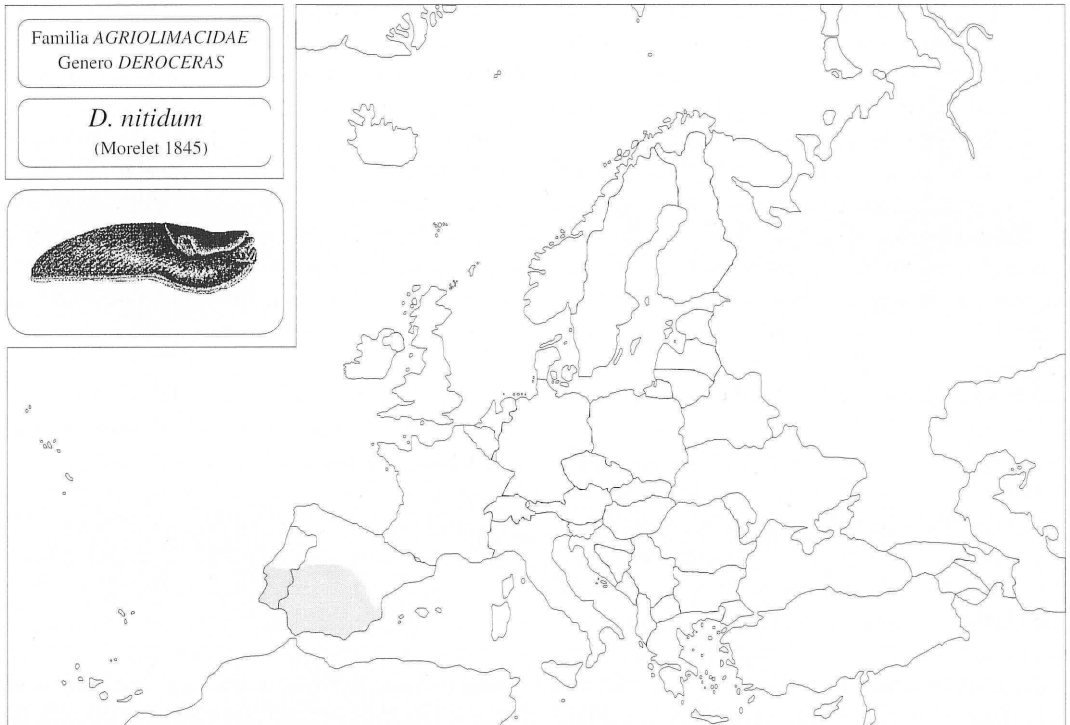 Familia AGRIOLIMACIDAE
Genero DEROCERAS
D. nitidum
(Morelet 1845)